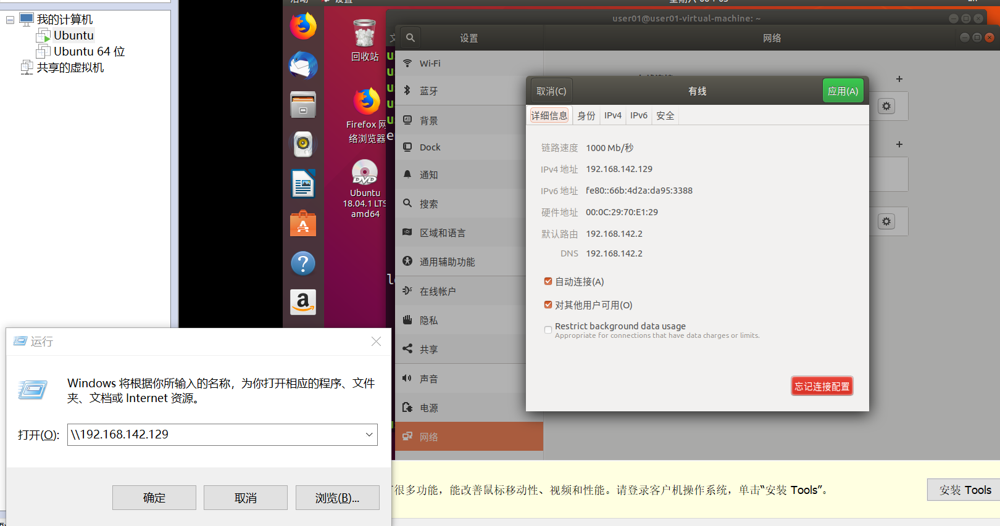 我的计算机
Ubuntu
Ubuntu 64 位
共享的虚拟机
user01@user01-virtual-machine: ~
设置
网络
回收站
Firefox 网
络浏览器
DVD
Ubuntu
18.04.1 LTS
amd64
Wi-Fi
蓝牙
背景
Dock
通知
搜索
区域和语言
通用辅助功能
在线帐户
隐私
共享
声音
电源
网络
取消(C)
有线
应用(A)
详细信息
身份
IPv4
IPv6
安全
链路速度 1000 Mb/秒
IPv4 地址 192.168.142.129
IPv6 地址 fe80::66b:4d2a:da95:3388
硬件地址 00:0C:29:70:E1:29
默认路由 192.168.142.2
DNS 192.168.142.2
自动连接(A)
对其他用户可用(O)
Restrict background data usage
Appropriate for connections that have data charges or limits.
忘记连接配置
运行
Windows 将根据你所输入的名称，为你打开相应的程序、文件
夹、文档或 Internet 资源。
打开(O): \\192.168.142.129
确定
取消
浏览(B)...
很多功能，能改善鼠标移动性、视频和性能。请登录客户机操作系统，单击“安装 Tools”。
安装 Tools